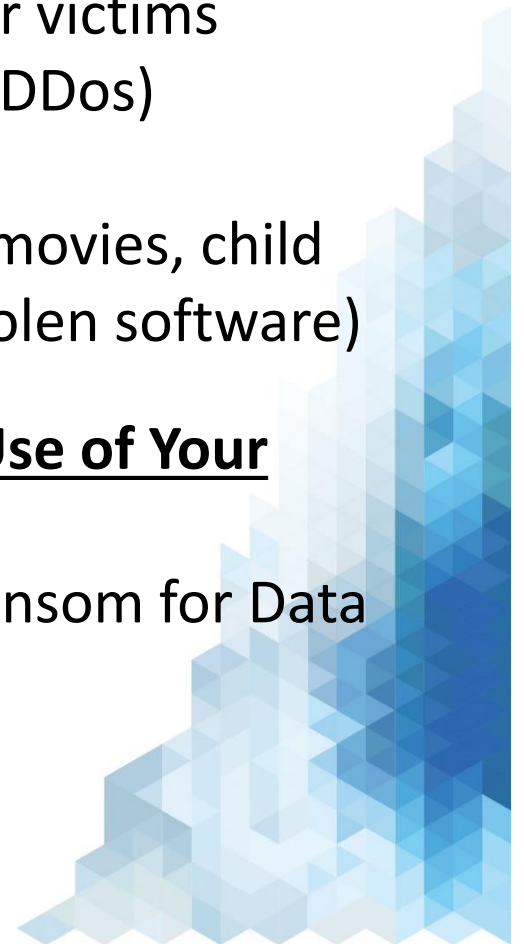 r victims
DDos)
movies, child
olen software)
Use of Your
nsom for Data